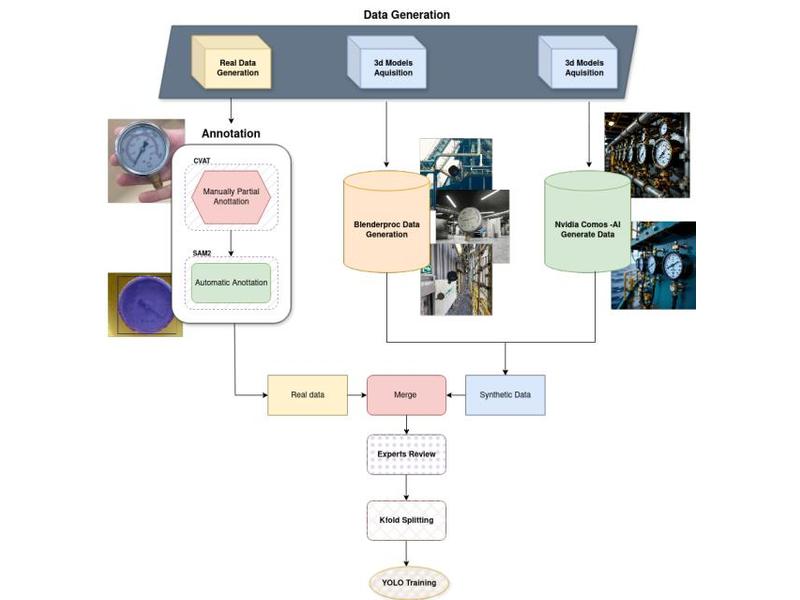 Data Generation
Real Data
Generation
3d Models
Aquisition
3d Models
Aquisition
Annotation
CVAT
Manually Partial
Anottation
SAM2
Automatic Anottation
Blenderproc Data
Generation
Nvidia Comos -AI
Generate Data
Real data
Merge
Synthetic Data
Experts Review
Kfold Splitting
YOLO Training